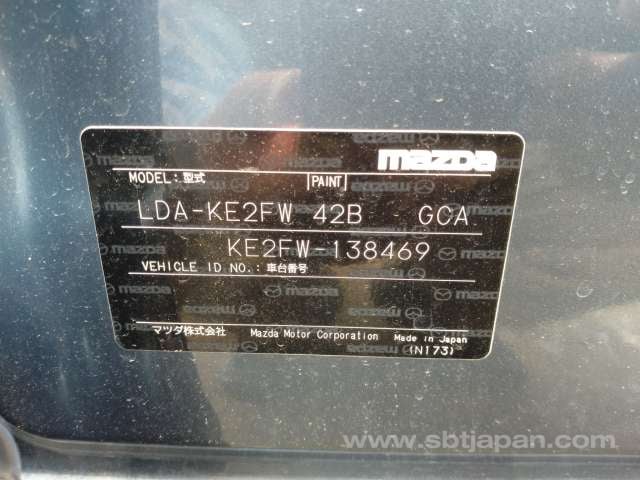 mazda
MODEL:型式 PAINT
LDA-KE2FW 42B GCA
KE2FW-138469
VEHICLE ID NO.:車台番号
マツダ株式会社 Mazda Motor Corporation Made in Japan
(N173)
www.sbtjapan.com